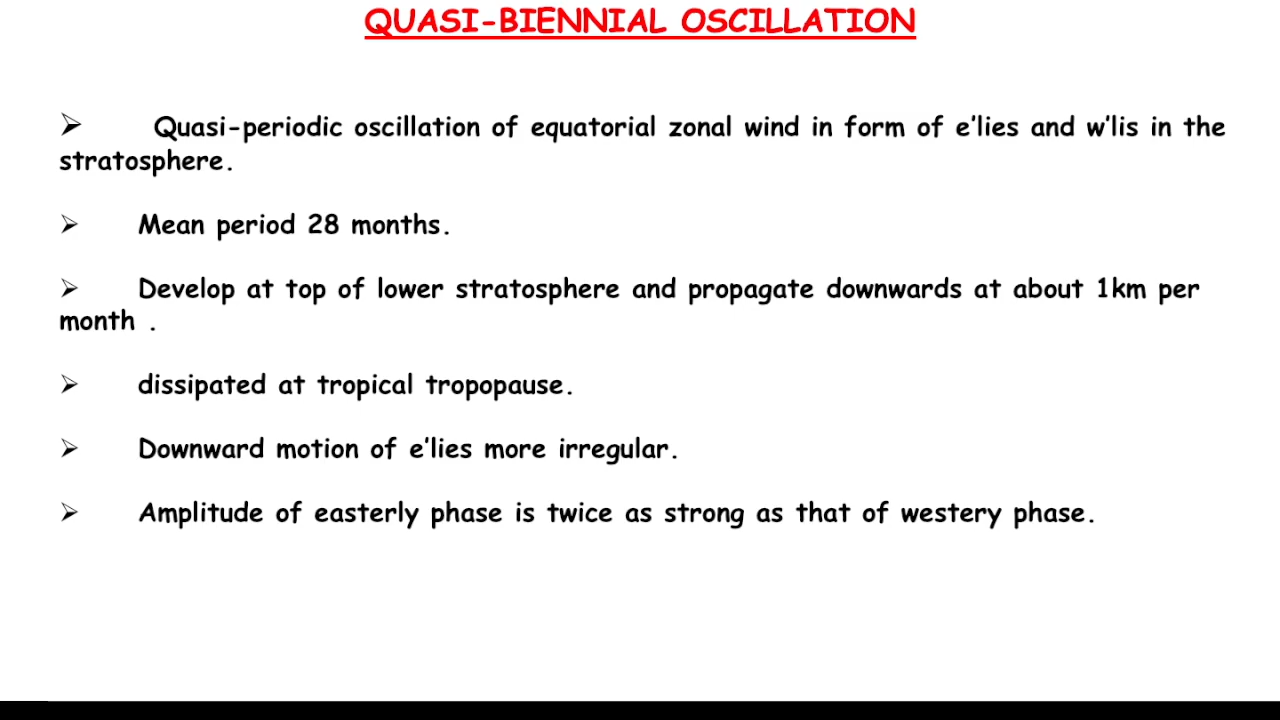 QUASI-BIENNIAL OSCILLATION
➢ Quasi-periodic oscillation of equatorial zonal wind in form of e’lies and w’lis in the
stratosphere.
➢ Mean period 28 months.
➢ Develop at top of lower stratosphere and propagate downwards at about 1km per
month .
➢ dissipated at tropical tropopause.
➢ Downward motion of e’lies more irregular.
➢ Amplitude of easterly phase is twice as strong as that of westery phase.